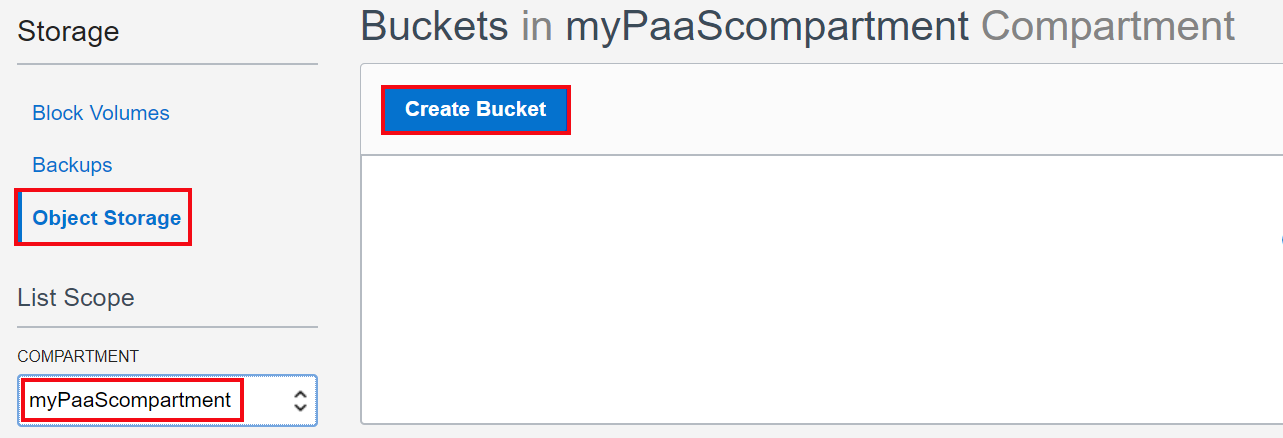 Storage
Block Volumes
Backups
Object Storage
List Scope
COMPARTMENT
myPaaScompartment
Buckets in myPaaScompartment Compartment
Create Bucket